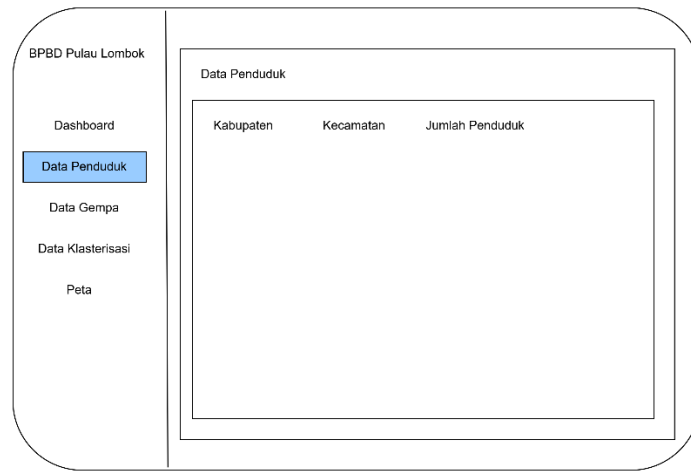 BPBD Pulau Lombok
Dashboard
Data Penduduk
Data Gempa
Data Klasterisasi
Peta
Data Penduduk
Kabupaten Kecamatan Jumlah Penduduk